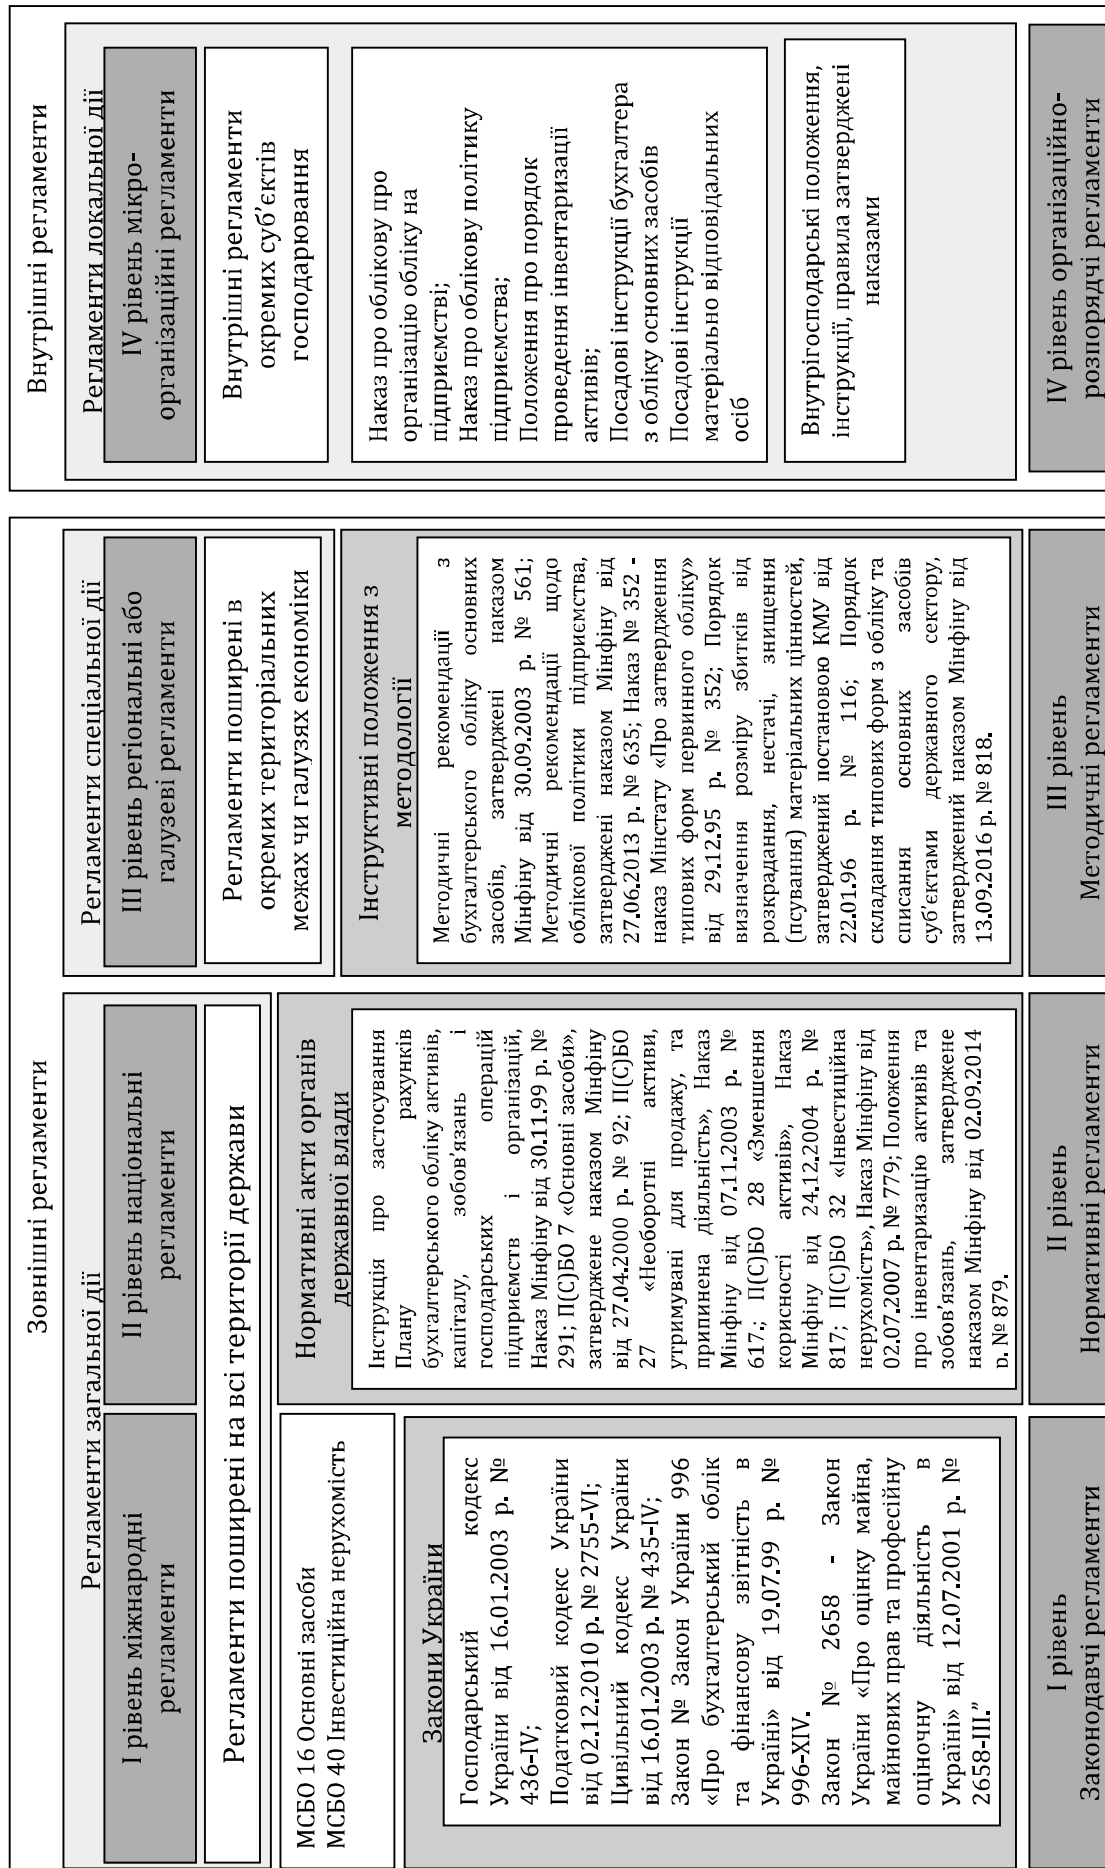 Зовнішні регламенти
Регламенти загальної дії
І рівень міжнародні
регламенти
ІІ рівень національні
регламенти
Регламенти поширені на всі території держави
МСБО 16 Основні засоби
МСБО 40 Інвестиційна нерухомість
Закони України
Господарський кодекс
України від 16.01.2003 р. №
436-IV;
Податковий кодекс України
від 02.12.2010 р. № 2755-VI;
Цивільний кодекс України
від 16.01.2003 р. № 435-IV;
Закон № Закон України 996
«Про бухгалтерський облік
та фінансову звітність в
Україні» від 19.07.99 р. №
996-XIV.
Закон № 2658 - Закон
України «Про оцінку майна,
майнових прав та професійну
оціночну діяльність в
Україні» від 12.07.2001 р. №
2658-III.”
І рівень
Законодавчі регламенти
Нормативні акти органів
державної влади
Інструкція про застосування
Плану рахунків
бухгалтерського обліку активів,
капіталу, зобов’язань і
господарських операцій
підприємств і організацій,
Наказ Мінфіну від 30.11.99 р. №
291; П(С)БО 7 «Основні засоби»,
затверджене наказом Мінфіну
від 27.04.2000 р. № 92; П(С)БО
27 «Необоротні активи,
утримувані для продажу, та
припинена діяльність», Наказ
Мінфіну від 07.11.2003 р. №
617.; П(С)БО 28 «Зменшення
корисності активів», Наказ
Мінфіну від 24.12.2004 р. №
817; П(С)БО 32 «Інвестиційна
нерухомість», Наказ Мінфіну від
02.07.2007 р. № 779; Положення
про інвентаризацію активів та
зобов’язань, затверджене
наказом Мінфіну від 02.09.2014
р. № 879.
ІІ рівень
Нормативні регламенти
Регламенти спеціальної дії
ІІІ рівень регіональні або
галузеві регламенти
Регламенти поширені в
окремих територіальних
межах чи галузях економіки
Інструктивні положення з
методології
Методичні рекомендації з
бухгалтерського обліку основних
засобів, затверджені наказом
Мінфіну від 30.09.2003 р. № 561;
Методичні рекомендації щодо
облікової політики підприємства,
затверджені наказом Мінфіну від
27.06.2013 р. № 635; Наказ № 352 -
наказ Мінстату «Про затвердження
типових форм первинного обліку»
від 29.12.95 р. № 352; Порядок
визначення розміру збитків від
розкрадання, нестачі, знищення
(псування) матеріальних цінностей,
затверджений постановою КМУ від
22.01.96 р. № 116; Порядок
складання типових форм з обліку та
списання основних засобів
суб’єктами державного сектору,
затверджений наказом Мінфіну від
13.09.2016 р. № 818.
ІІІ рівень
Методичні регламенти
Внутрішні регламенти
Регламенти локальної дії
IV рівень мікро-
організаційні регламенти
Внутрішні регламенти
окремих суб’єктів
господарювання
Наказ про облікову про
організацію обліку на
підприємстві;
Наказ про облікову політику
підприємства;
Положення про порядок
проведення інвентаризації
активів;
Посадові інструкції бухгалтера
з обліку основних засобів
Посадові інструкції
матеріально відповідальних
осіб
Внутрігосподарські положення,
інструкції, правила затверджені
наказами
IV рівень організаційно-
розпорядчі регламенти